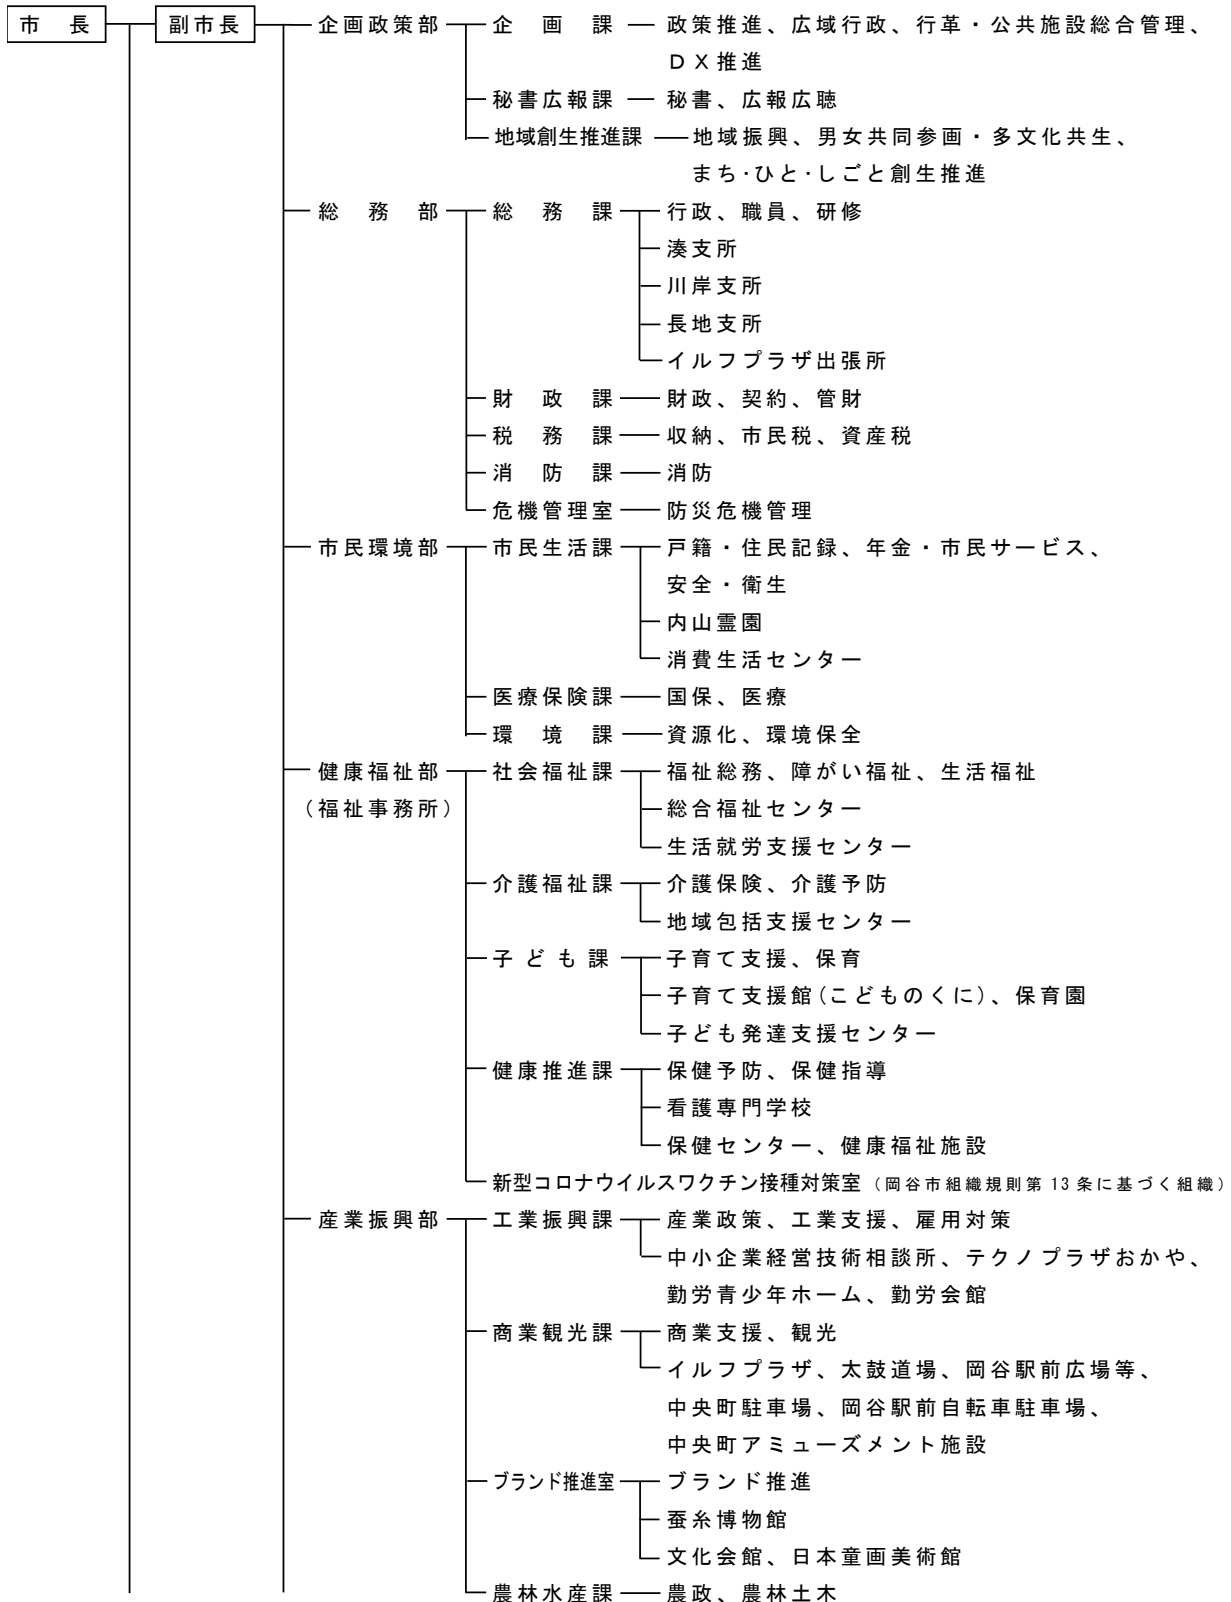 市長 副市長 企画政策部 企画課 政策推進、広域行政、行革・公共施設総合管理、
ＤＸ推進
秘書広報課 秘書、広報広聴
地域創生推進課 地域振興、男女共同参画・多文化共生、
まち・ひと・しごと創生推進
総務部 総務課 行政、職員、研修
湊支所
川岸支所
長地支所
イルフプラザ出張所
財政課 財政、契約、管財
税務課 収納、市民税、資産税
消防課 消防
危機管理室 防災危機管理
市民環境部 市民生活課 戸籍・住民記録、年金・市民サービス、
安全・衛生
内山霊園
消費生活センター
医療保険課 国保、医療
環境課 資源化、環境保全
健康福祉部 社会福祉課 福祉総務、障がい福祉、生活福祉
（福祉事務所） 総合福祉センター
生活就労支援センター
介護福祉課 介護保険、介護予防
地域包括支援センター
子ども課 子育て支援、保育
子育て支援館(こどものくに)、保育園
子ども発達支援センター
健康推進課 保健予防、保健指導
看護専門学校
保健センター、健康福祉施設
新型コロナウイルスワクチン接種対策室（岡谷市組織規則第13条に基づく組織）
産業振興部 工業振興課 産業政策、工業支援、雇用対策
中小企業経営技術相談所、テクノプラザおかや、
勤労青少年ホーム、勤労会館
商業観光課 商業支援、観光
イルフプラザ、太鼓道場、岡谷駅前広場等、
中央町駐車場、岡谷駅前自転車駐車場、
中央町アミューズメント施設
ブランド推進室 ブランド推進
蚕糸博物館
文化会館、日本童画美術館
農林水産課 農政、農林土木